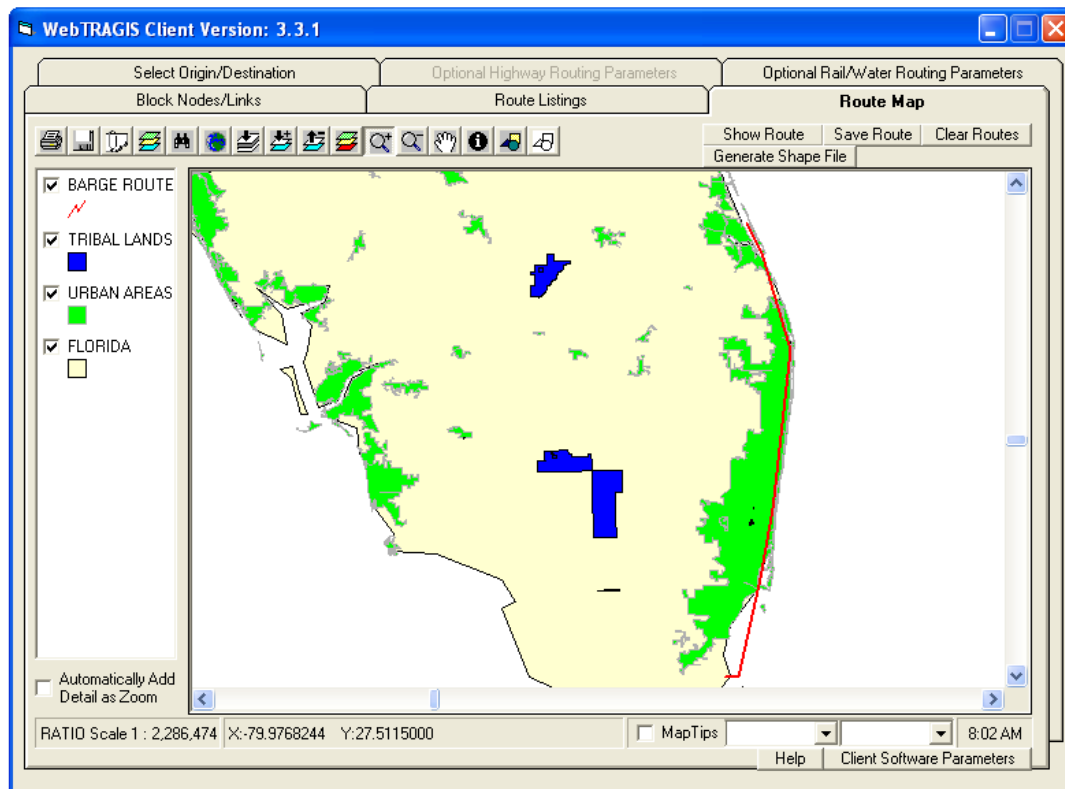 WebTRAGIS Client Version: 3.3.1
Select Origin/Destination
Optional Highway Routing Parameters
Optional Rail/Water Routing Parameters
Block Nodes/Links
Route Listings
Route Map
Show Route
Save Route
Clear Routes
Generate Shape File
BARGE ROUTE
TRIBAL LANDS
URBAN AREAS
FLORIDA
Automatically Add
Detail as Zoom
RATIO Scale 1 : 2,286,474
X:-79.9768244 Y:27.5115000
MapTips
8:02 AM
Help
Client Software Parameters